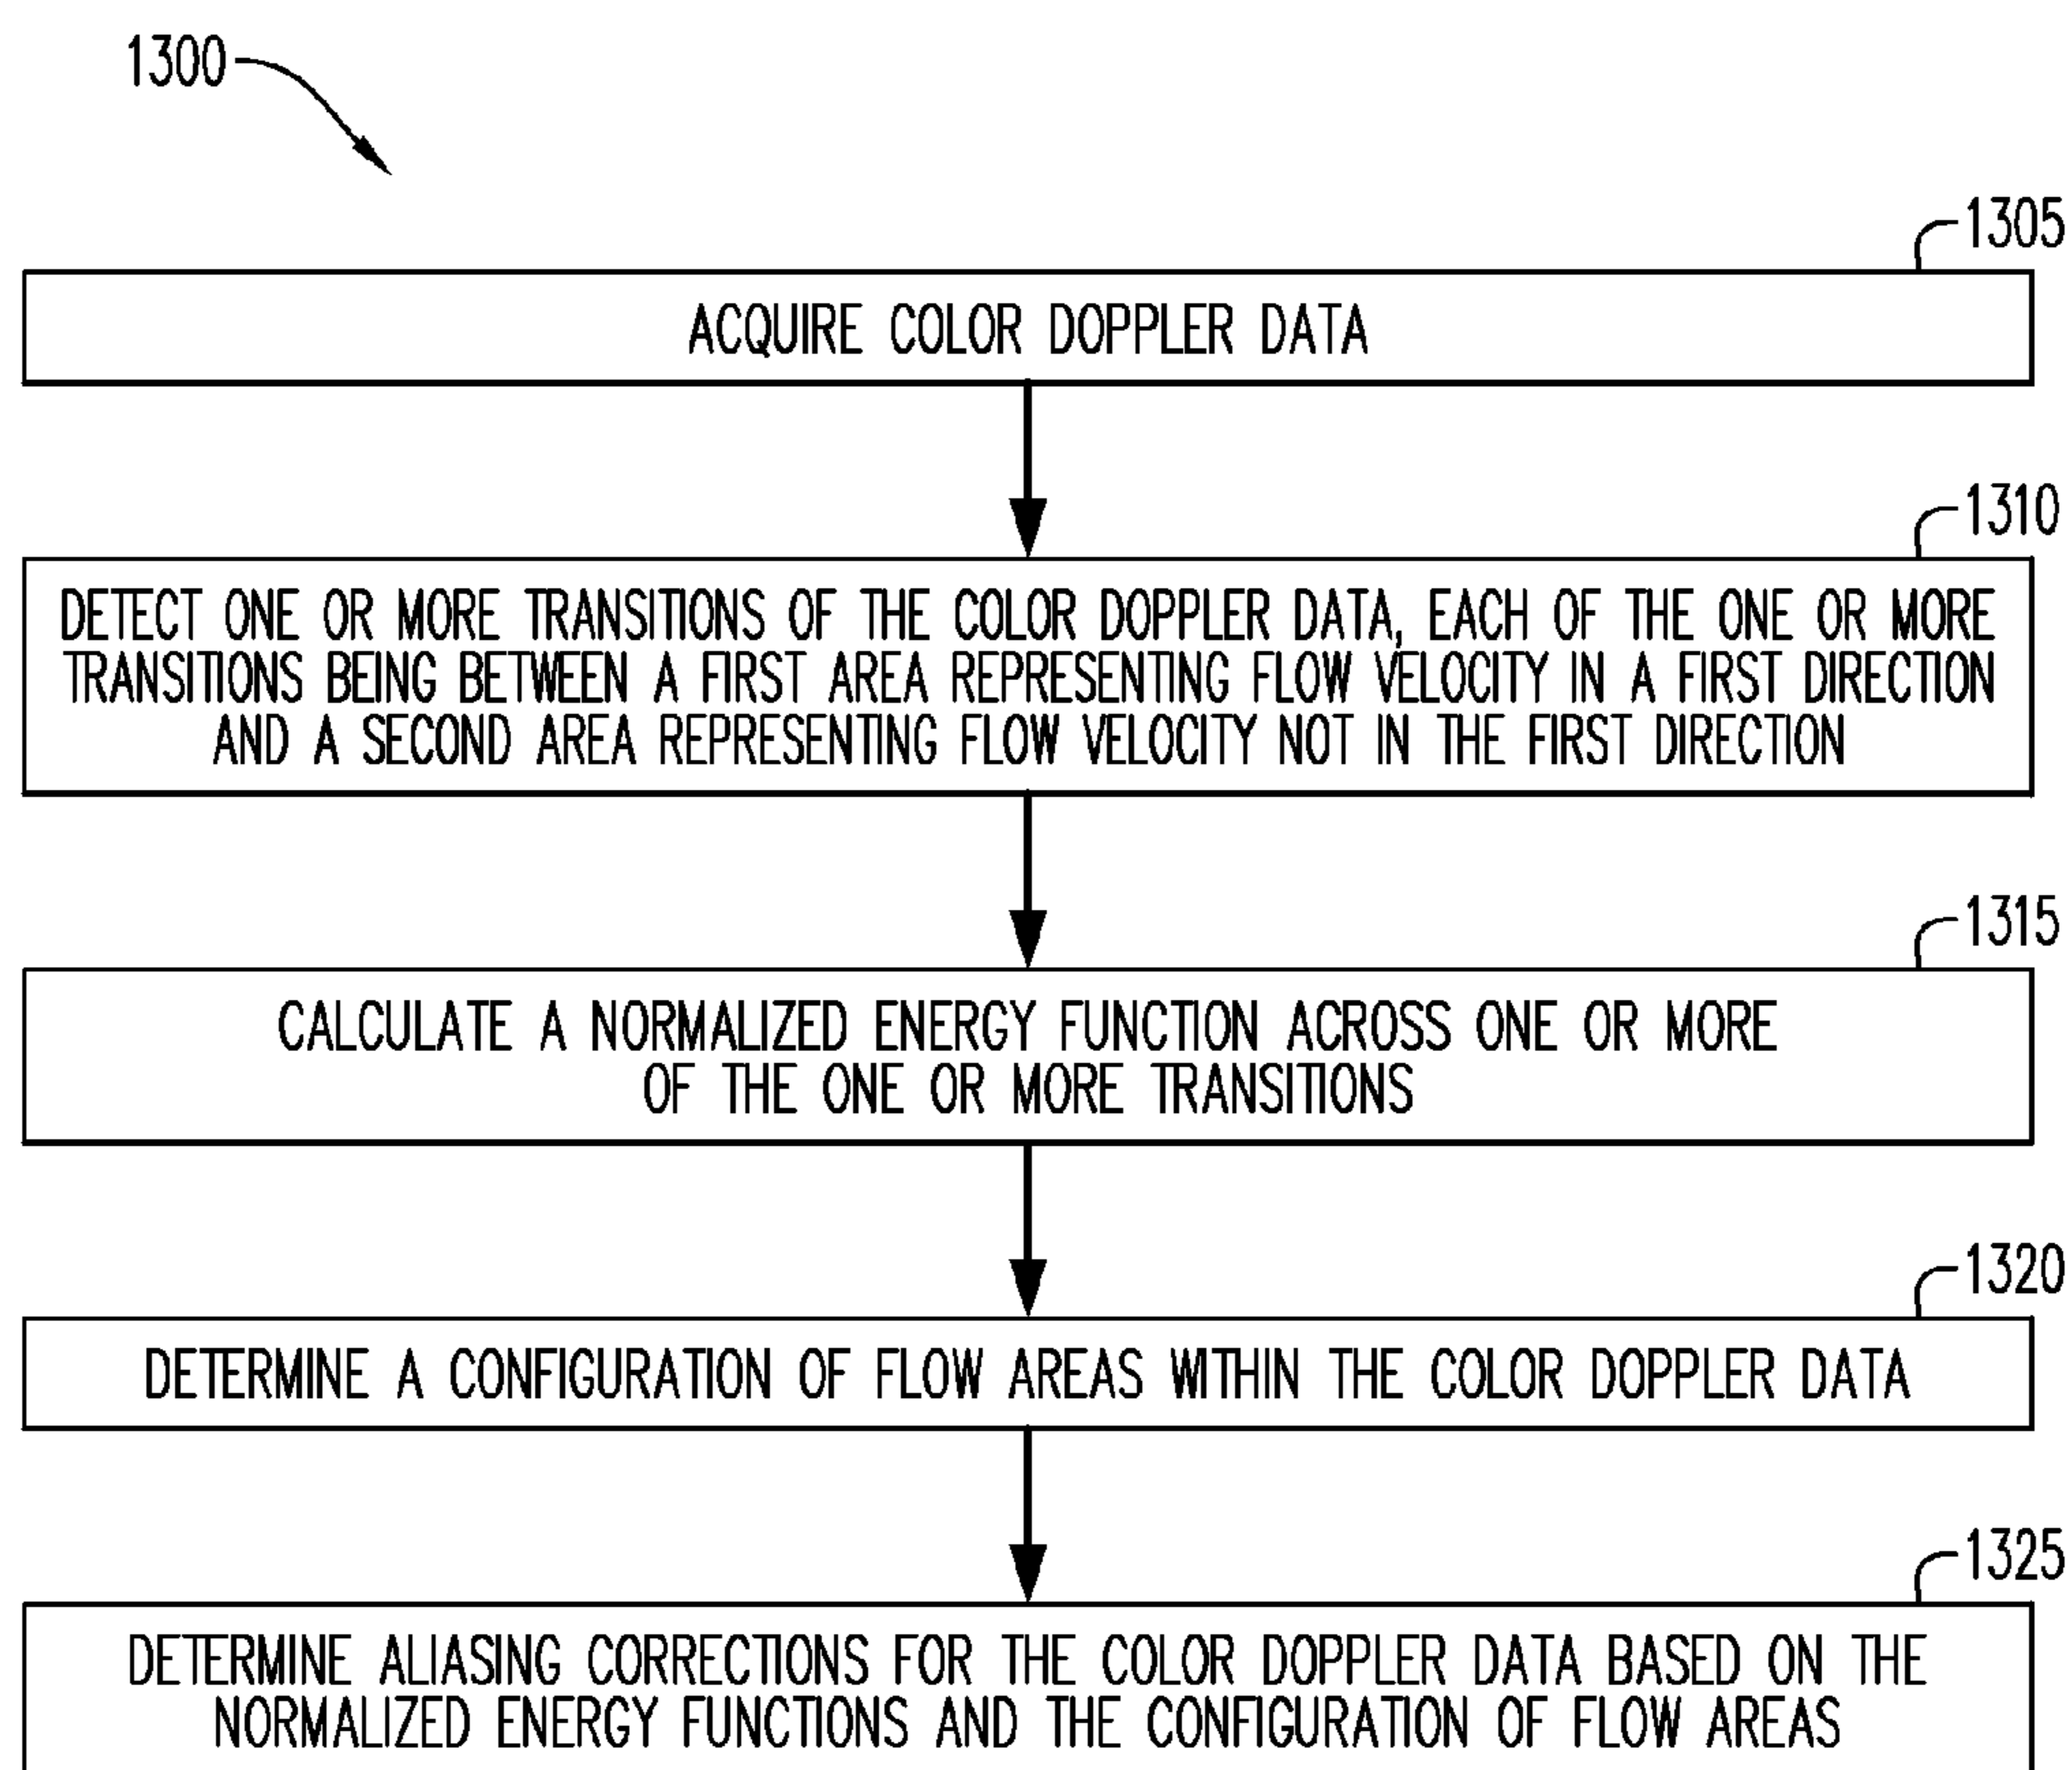 1300
1305
ACQUIRE COLOR DOPPLER DATA
1310
DETECT ONE OR MORE TRANSITIONS OF THE COLOR DOPPLER DATA, EACH OF THE ONE OR MORE
TRANSITIONS BEING BETWEEN A FIRST AREA REPRESENTING FLOW VELOCITY IN A FIRST DIRECTION
AND A SECOND AREA REPRESENTING FLOW VELOCITY NOT IN THE FIRST DIRECTION
1315
CALCULATE A NORMALIZED ENERGY FUNCTION ACROSS ONE OR MORE
OF THE ONE OR MORE TRANSITIONS
1320
DETERMINE A CONFIGURATION OF FLOW AREAS WITHIN THE COLOR DOPPLER DATA
1325
DETERMINE ALIASING CORRECTIONS FOR THE COLOR DOPPLER DATA BASED ON THE
NORMALIZED ENERGY FUNCTIONS AND THE CONFIGURATION OF FLOW AREAS